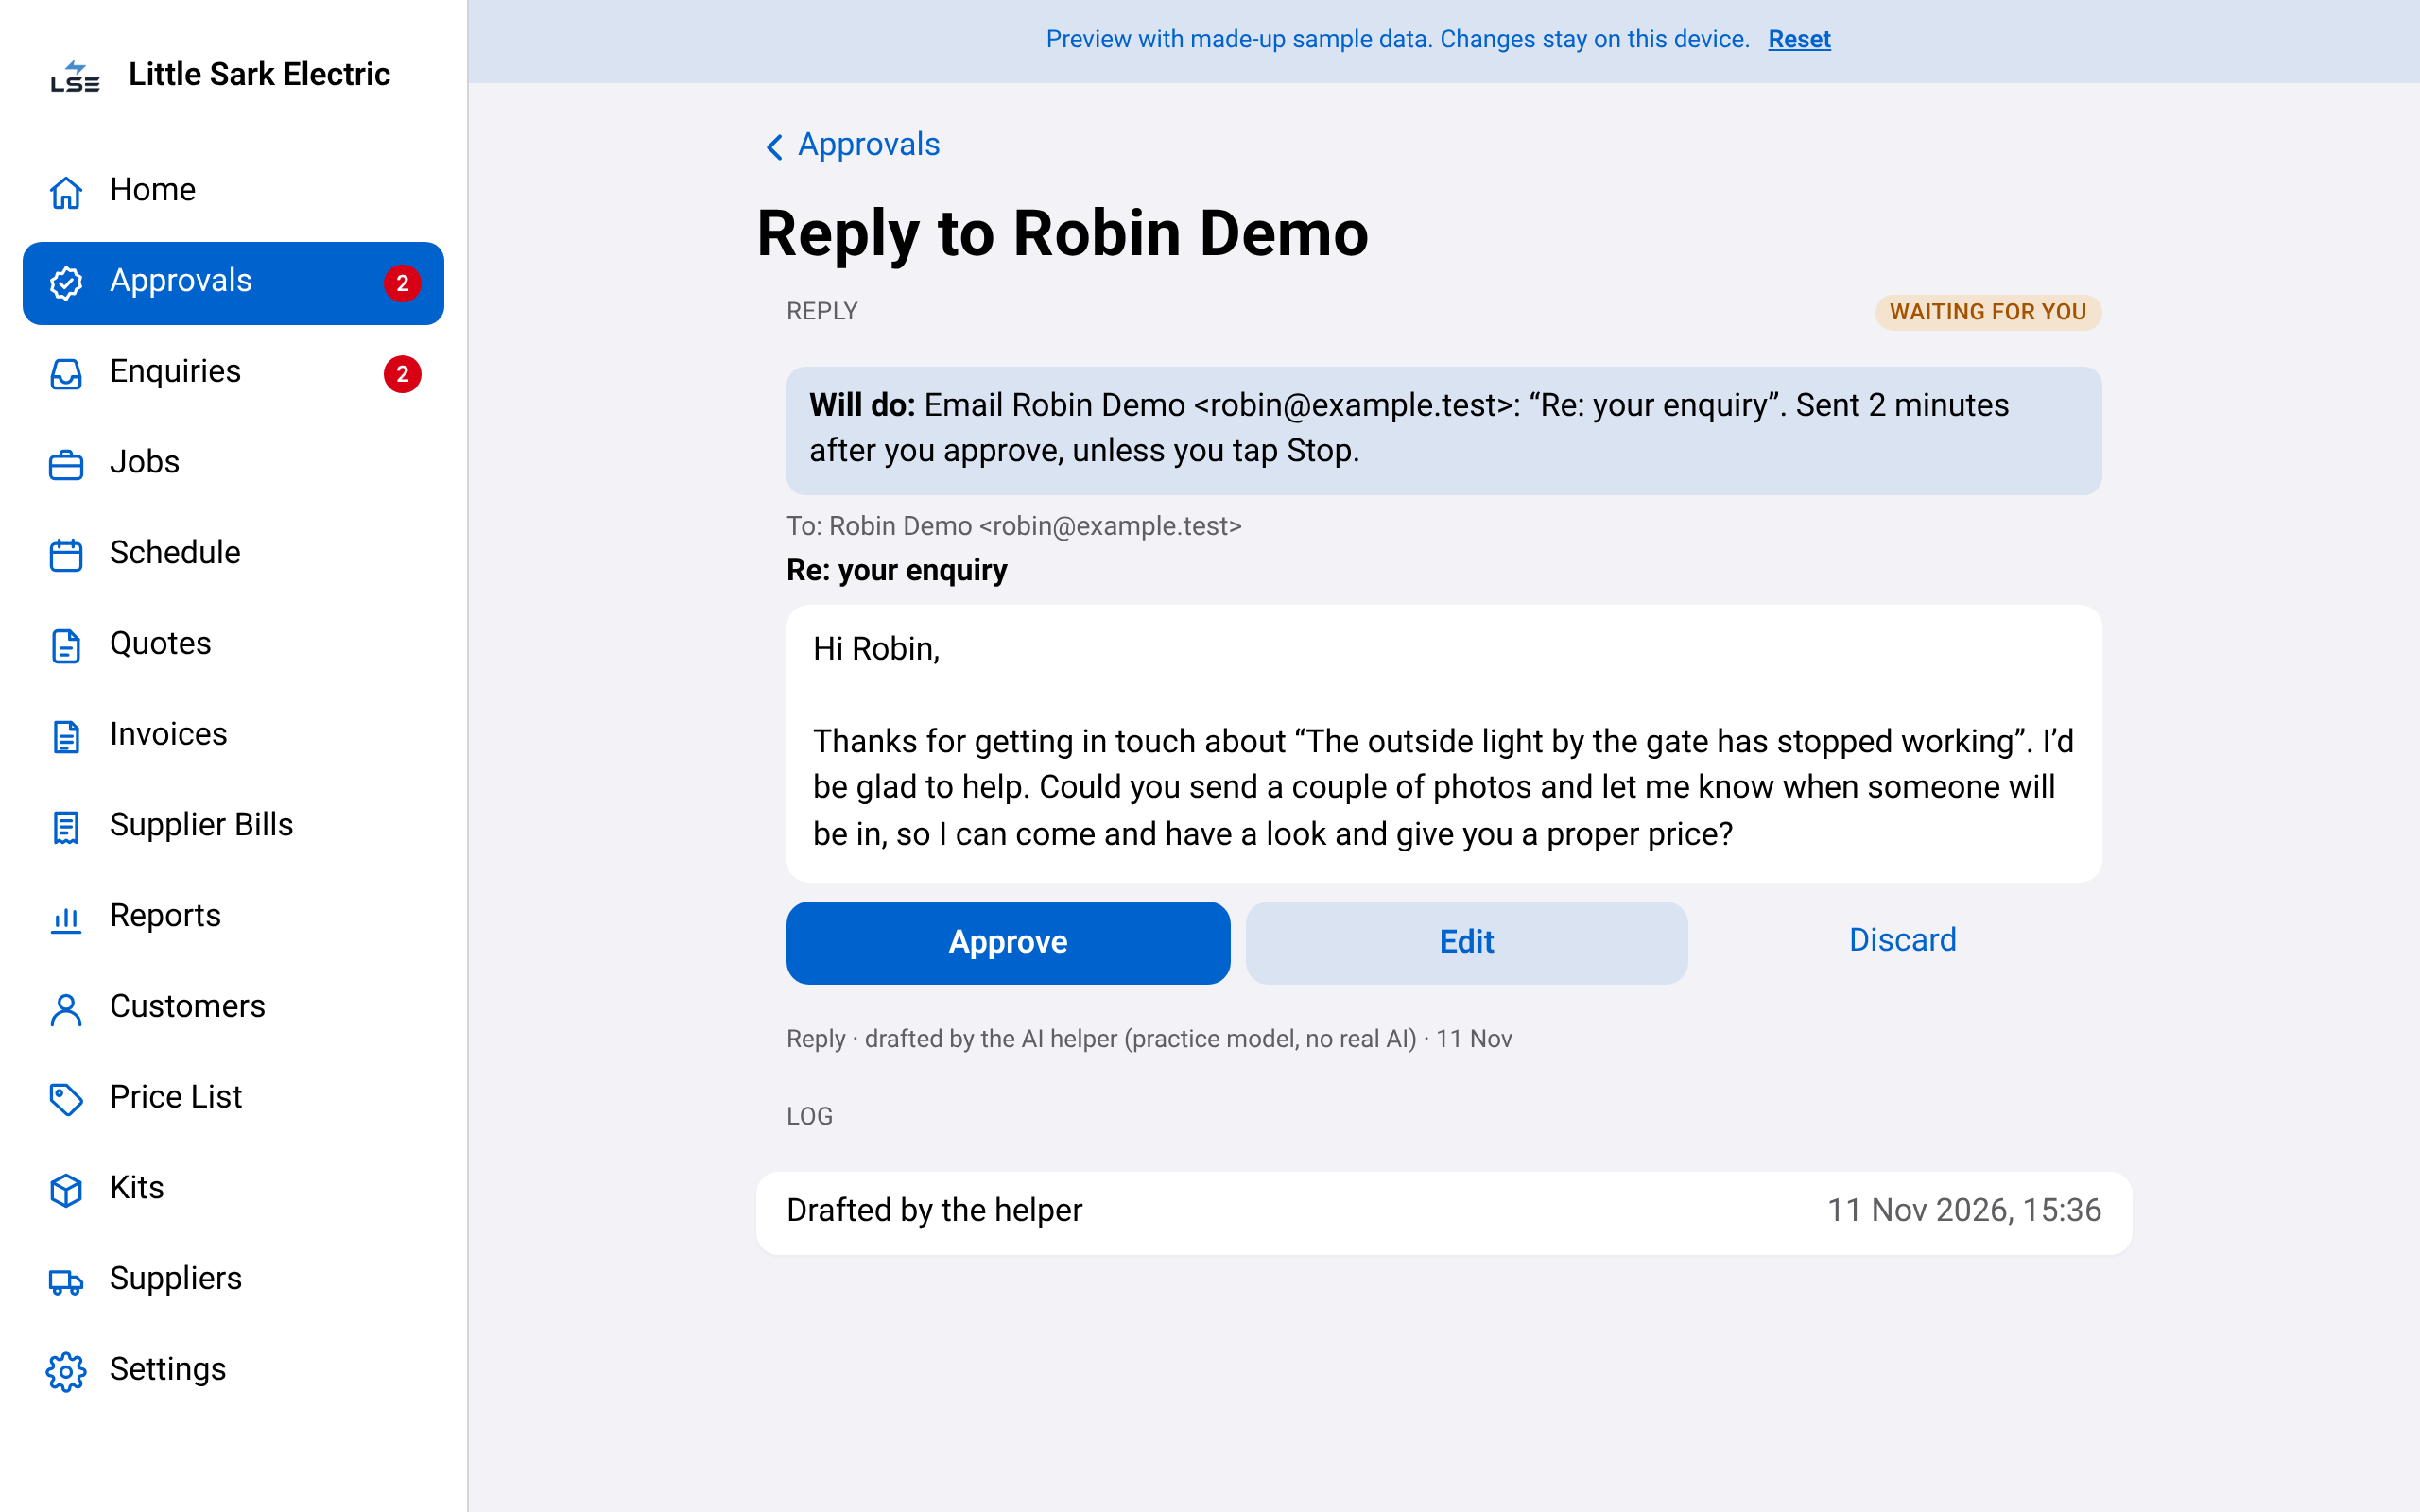 Preview with made-up sample data. Changes stay on this device. Reset
LSE
Little Sark Electric
Home
Approvals 2
Enquiries 2
Jobs
Schedule
Quotes
Invoices
Supplier Bills
Reports
Customers
Price List
Kits
Suppliers
Settings
Approvals
Reply to Robin Demo
REPLY
WAITING FOR YOU
Will do: Email Robin Demo <robin@example.test>: “Re: your enquiry”. Sent 2 minutes
after you approve, unless you tap Stop.
To: Robin Demo <robin@example.test>
Re: your enquiry
Hi Robin,
Thanks for getting in touch about “The outside light by the gate has stopped working”. I’d
be glad to help. Could you send a couple of photos and let me know when someone will
be in, so I can come and have a look and give you a proper price?
Approve
Edit
Discard
Reply · drafted by the AI helper (practice model, no real AI) · 11 Nov
LOG
Drafted by the helper
11 Nov 2026, 15:36